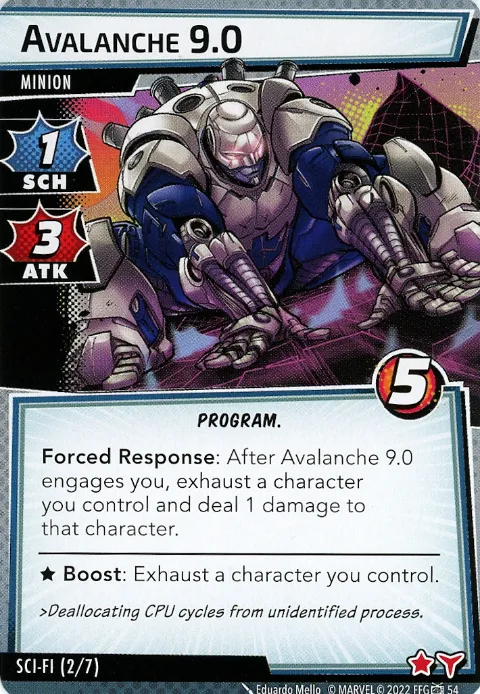 AVALANCHE 9.0
MINION
1
SCH
3
ATK
5
PROGRAM.
Forced Response: After Avalanche 9.0
engages you, exhaust a character
you control and deal 1 damage to
that character.
★ Boost: Exhaust a character you control.
>Deallocating CPU cycles from unidentified process.
SCI-FI (2/7)
Eduardo Mello © MARVEL © 2022 FFG 54